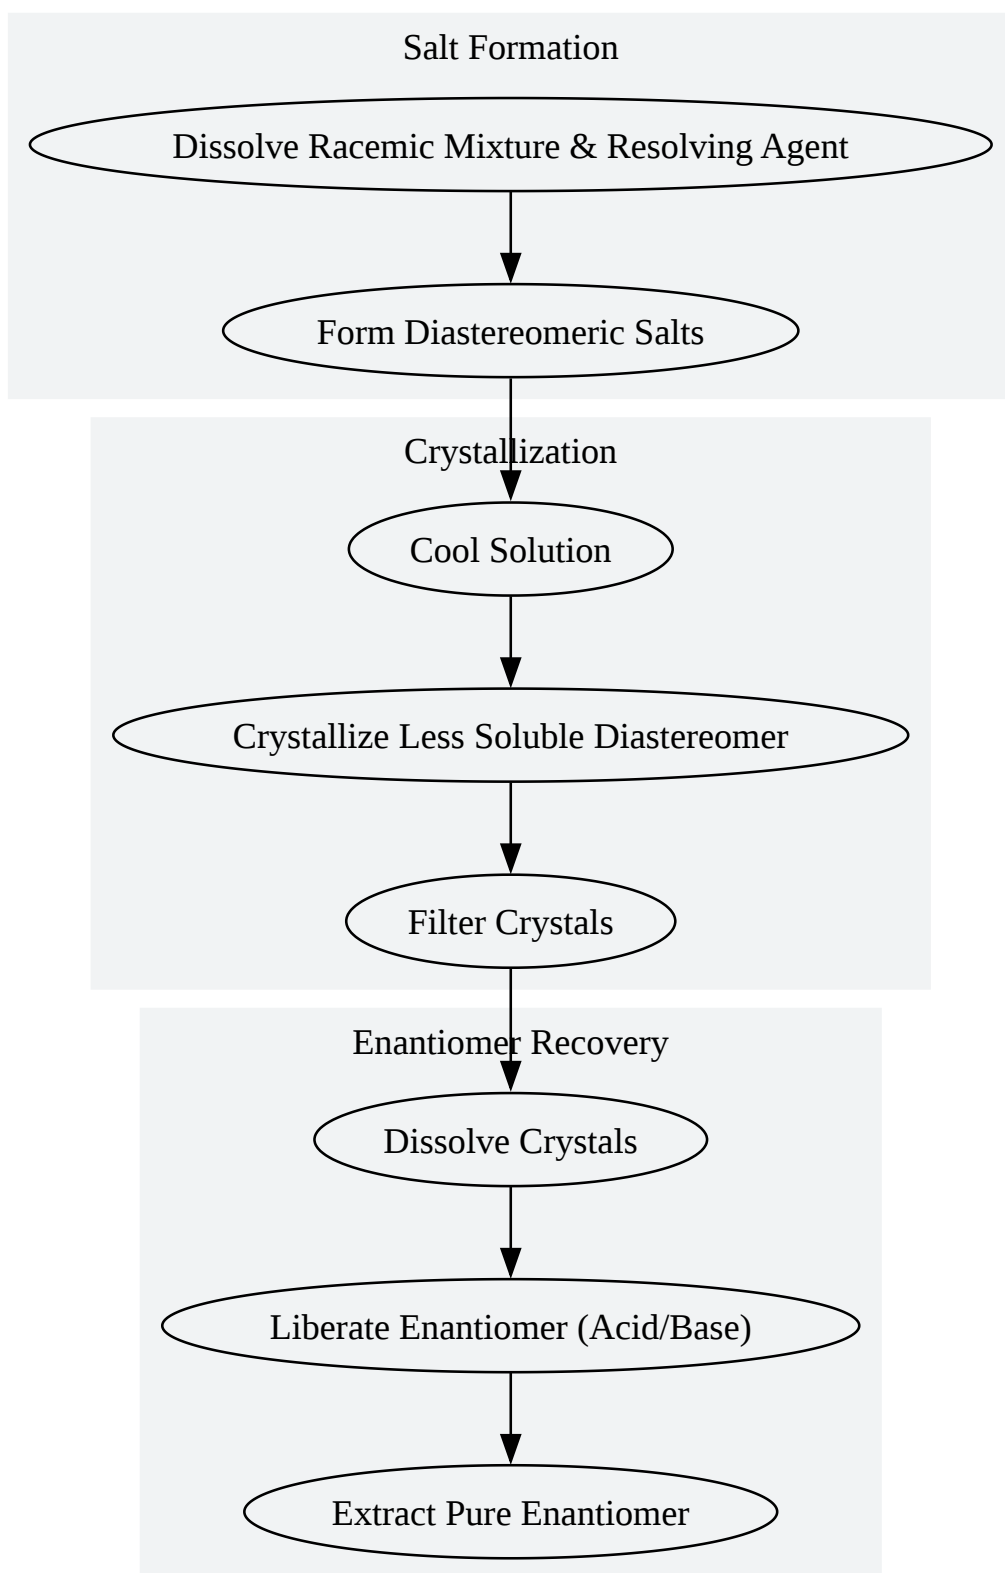 Salt Formation
Dissolve Racemic Mixture & Resolving Agent
Form Diastereomeric Salts
Crystallization
Cool Solution
Crystallize Less Soluble Diastereomer
Filter Crystals
Enantiomer Recovery
Dissolve Crystals
Liberate Enantiomer (Acid/Base)
Extract Pure Enantiomer